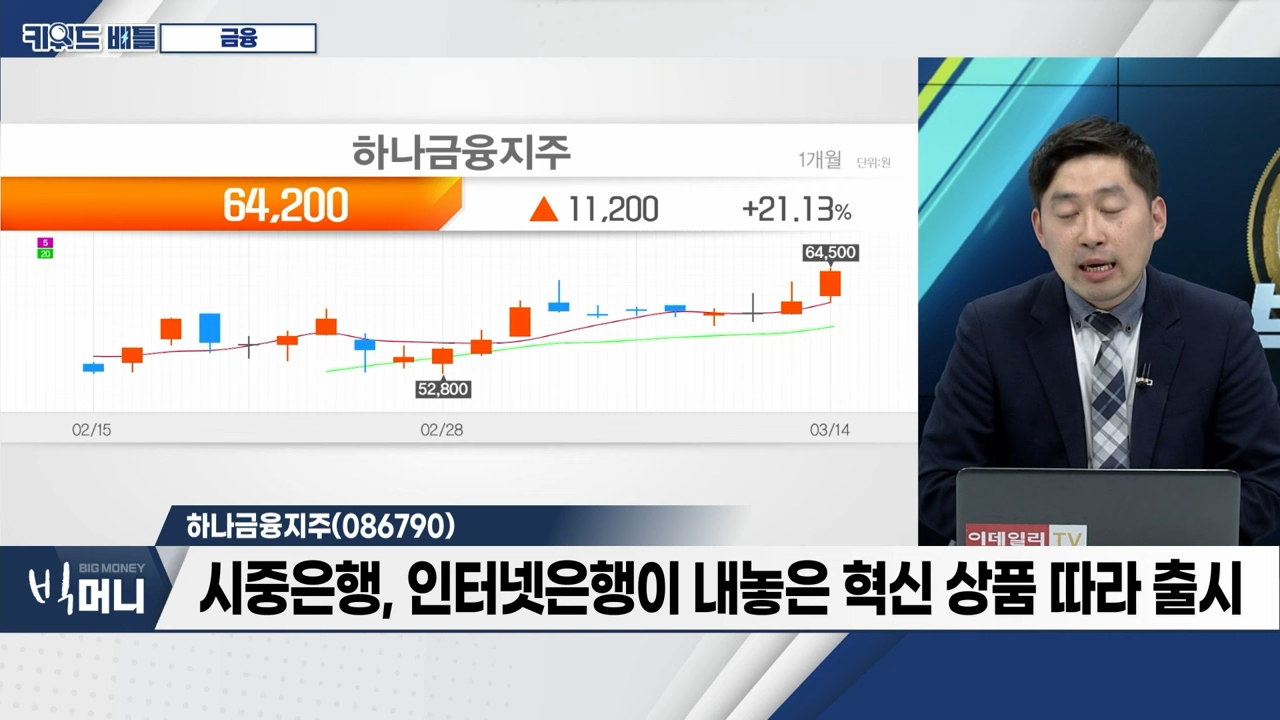 키워드 배틀
금융
하나금융지주
1개월 단위:원
64,200
▲ 11,200
+21.13%
5
20
64,500
52,800
02/15
02/28
03/14
하나금융지주(086790)
이데일리TV
BIG MONEY
빅머니
시중은행, 인터넷은행이 내놓은 혁신 상품 따라 출시